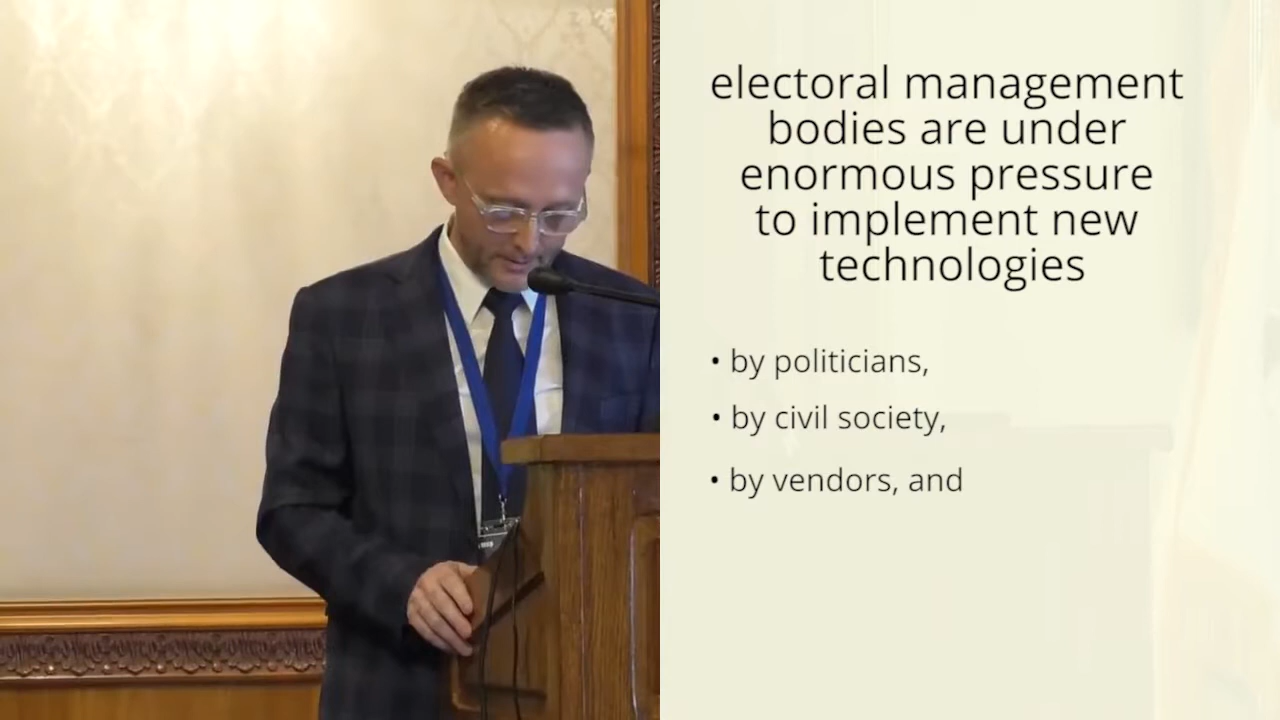 electoral management
bodies are under
enormous pressure
to implement new
technologies
• by politicians,
• by civil society,
• by vendors, and